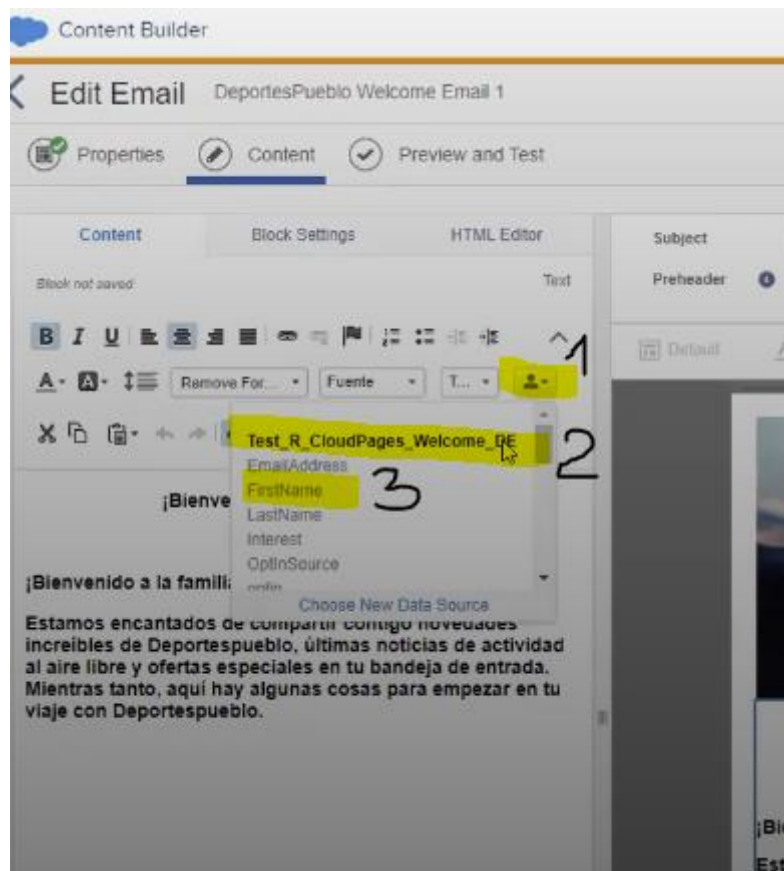 Content Builder
Edit Email DeportesPueblo Welcome Email 1
Properties Content Preview and Test
Content Block Settings HTML Editor
Subject
Block not saved Text
Preheader
B I U
1
Default
A A Remove For... Fuente T...
Test_R_CloudPages_Welcome_DE
2
EmailAddress
FirstName
3
LastName
Interest
OptInSource
optin
Choose New Data Source
¡Bienve
¡Bienvenido a la famili
Estamos encantados de compartir contigo novedades
increíbles de Deportespueblo, últimas noticias de actividad
al aire libre y ofertas especiales en tu bandeja de entrada.
Mientras tanto, aquí hay algunas cosas para empezar en tu
viaje con Deportespueblo.
¡Bi
Est